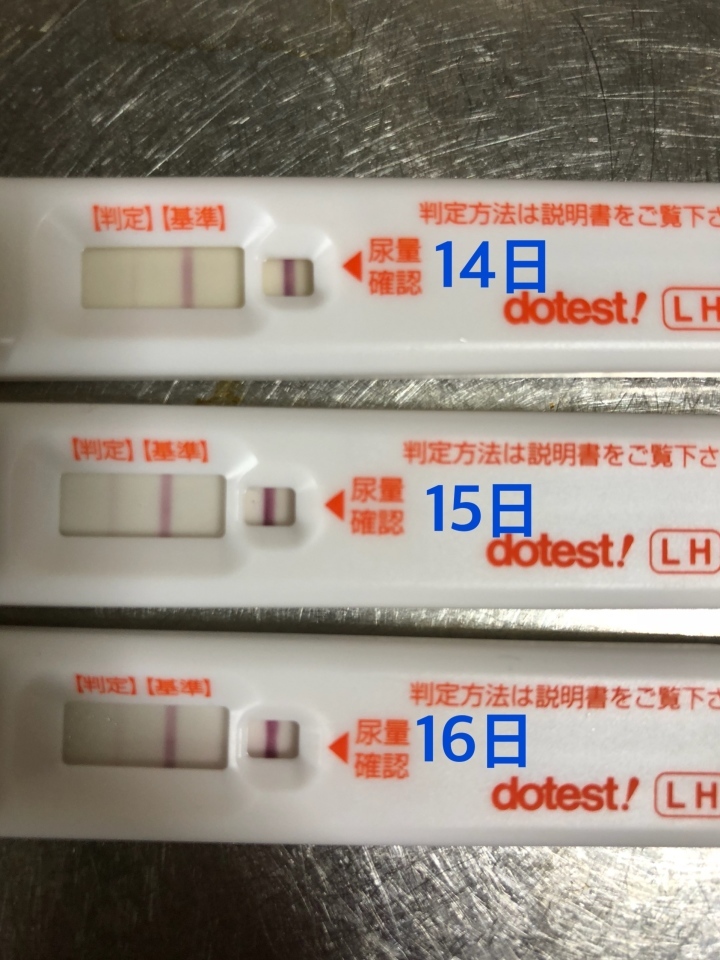 【判定】【基準】
判定方法は説明書をご覧下さ
尿量
確認
14日
dotest! LH
【判定】【基準】
判定方法は説明書をご覧下さ
尿量
確認
15日
dotest! LH
【判定】【基準】
判定方法は説明書をご覧下さ
尿量
確認
16日
dotest! LH